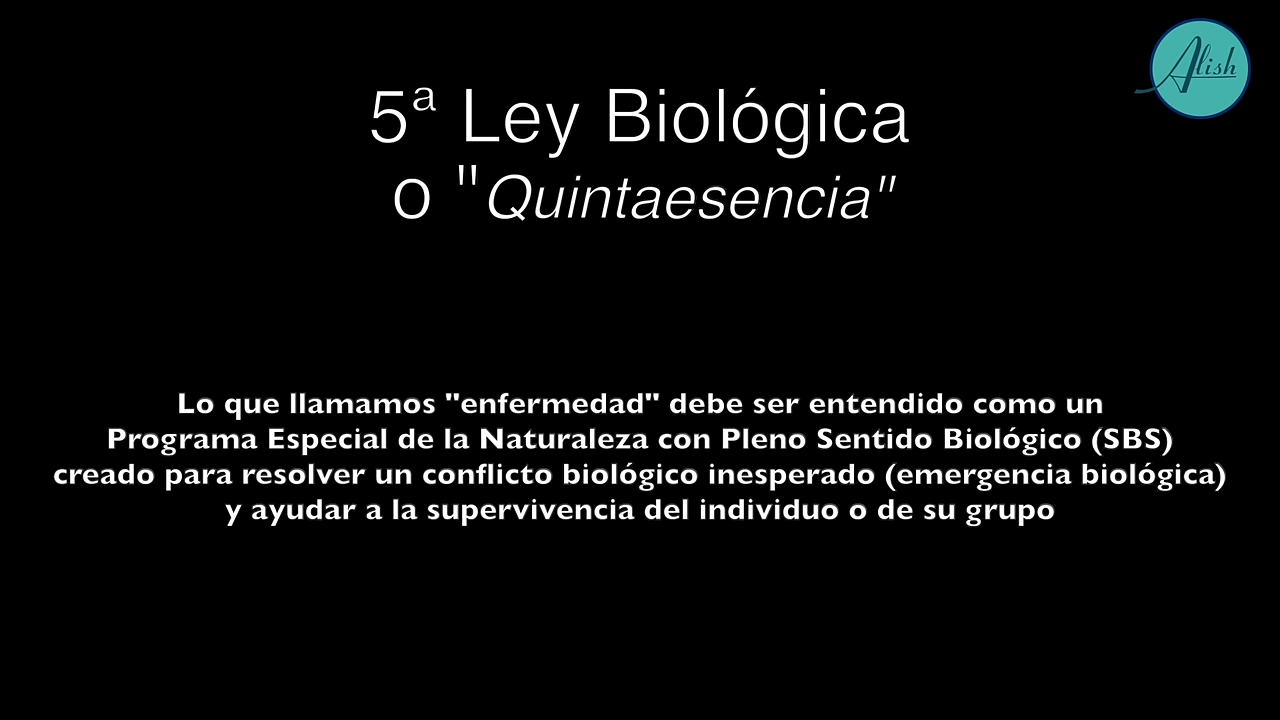 Alish
5ª Ley Biológica
o "Quintaesencia"
Lo que llamamos "enfermedad" debe ser entendido como un
Programa Especial de la Naturaleza con Pleno Sentido Biológico (SBS)
creado para resolver un conflicto biológico inesperado (emergencia biológica)
y ayudar a la supervivencia del individuo o de su grupo